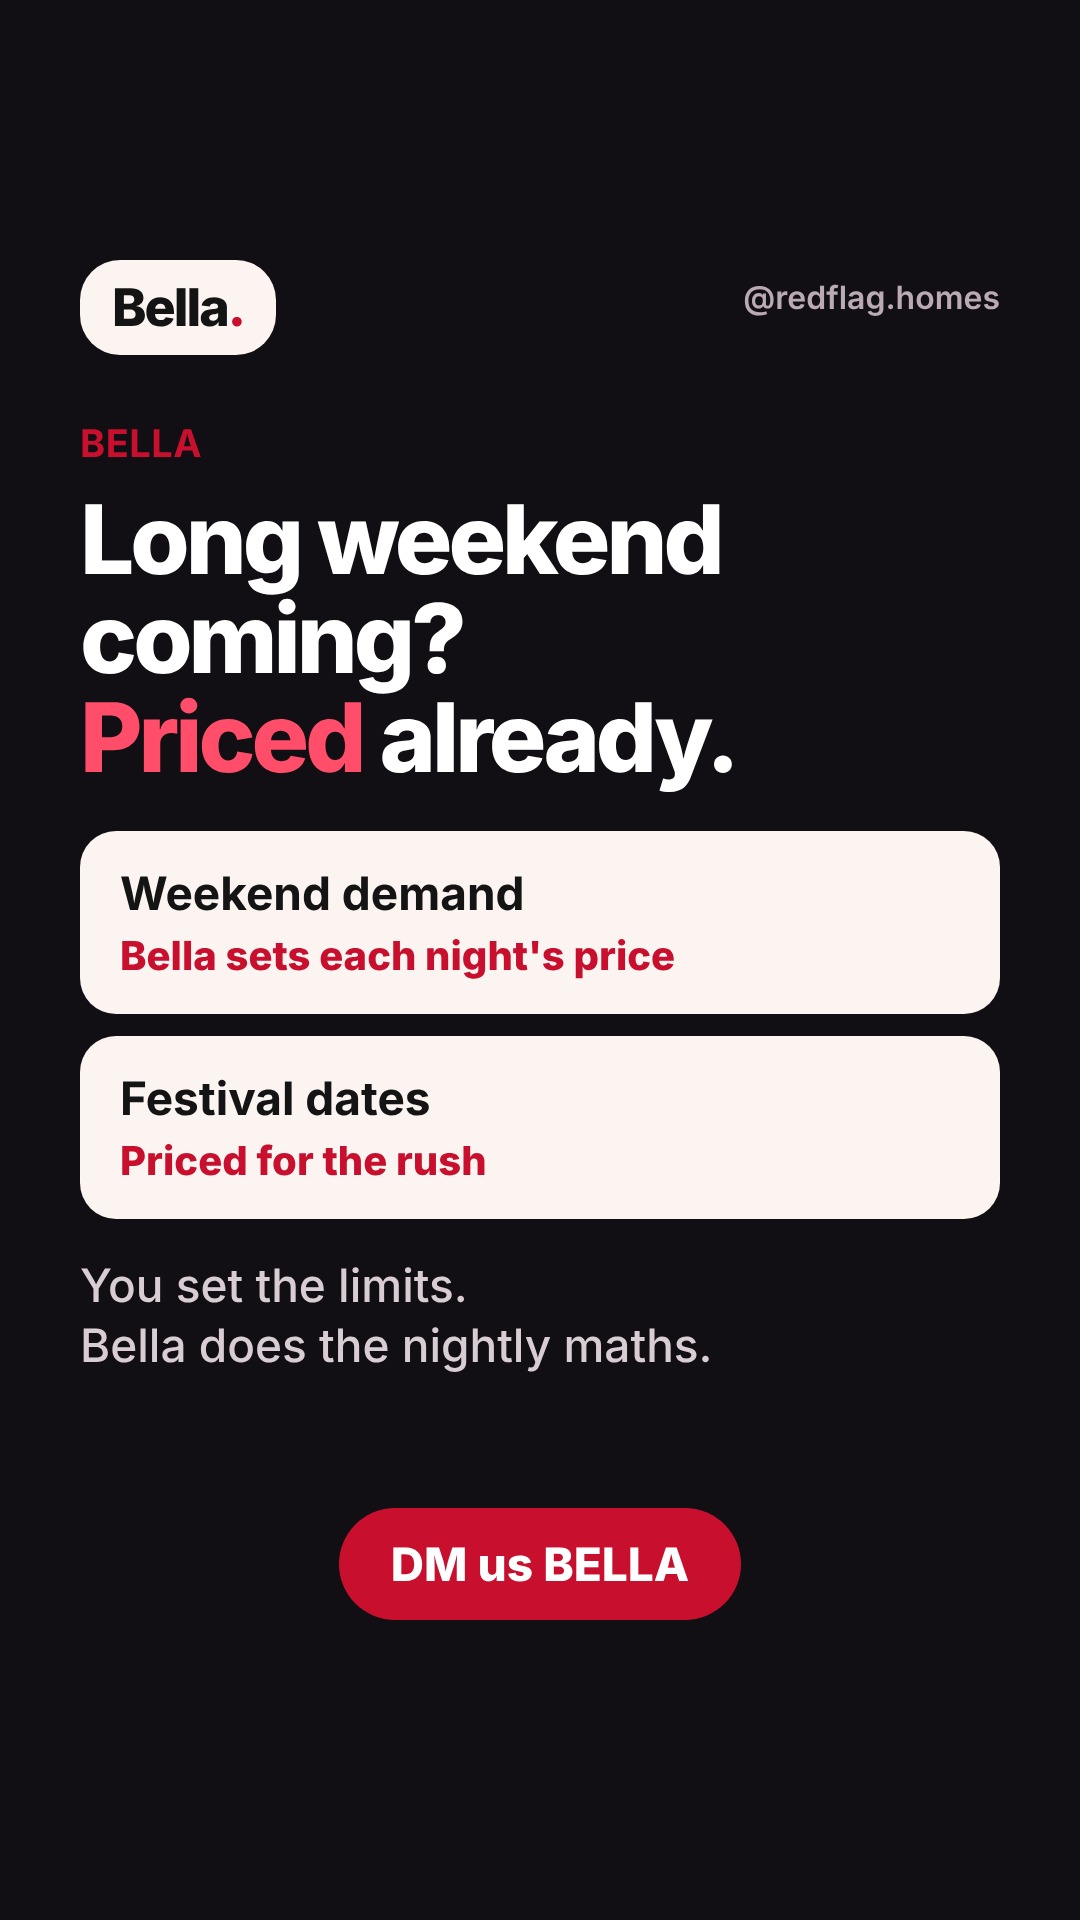 Bella.
@redflag.homes
BELLA
Long weekend
coming?
Priced already.
Weekend demand
Bella sets each night's price
Festival dates
Priced for the rush
You set the limits.
Bella does the nightly maths.
DM us BELLA